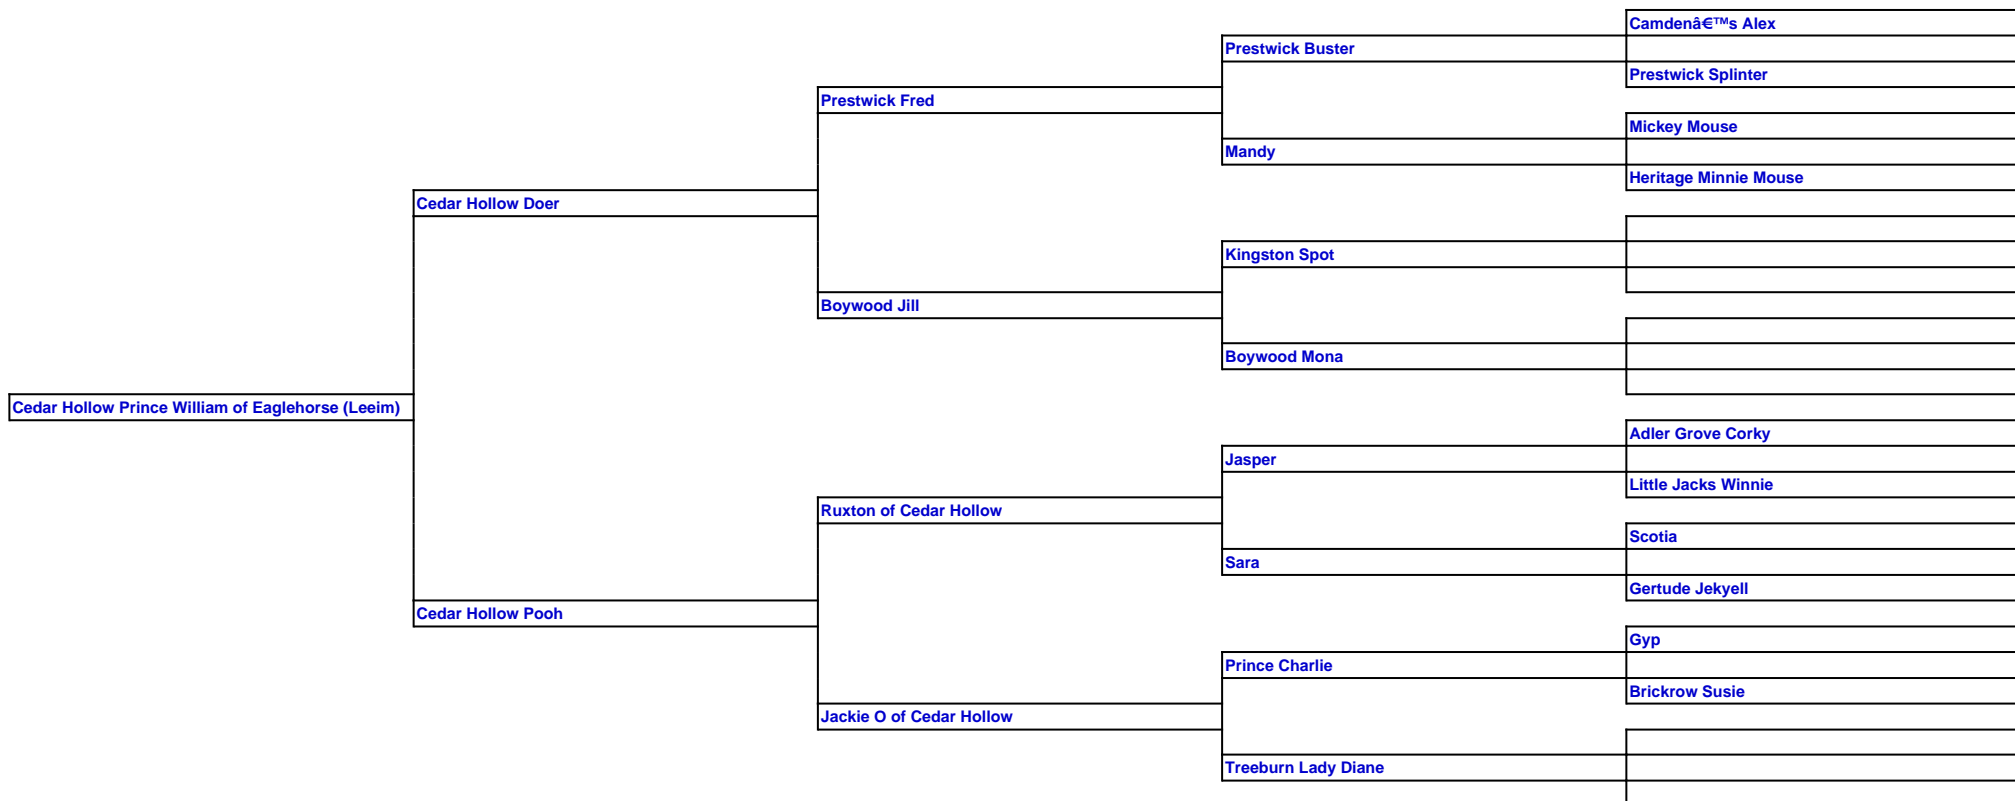 Camdenâ€™s Alex
Prestwick Buster
Prestwick Splinter
Prestwick Fred
Mickey Mouse
Mandy
Heritage Minnie Mouse
Cedar Hollow Doer
Kingston Spot
Boywood Jill
Boywood Mona
Cedar Hollow Prince William of Eaglehorse (Leeim)
Adler Grove Corky
Jasper
Little Jacks Winnie
Ruxton of Cedar Hollow
Scotia
Sara
Gertude Jekyell
Cedar Hollow Pooh
Gyp
Prince Charlie
Brickrow Susie
Jackie O of Cedar Hollow
Treeburn Lady Diane